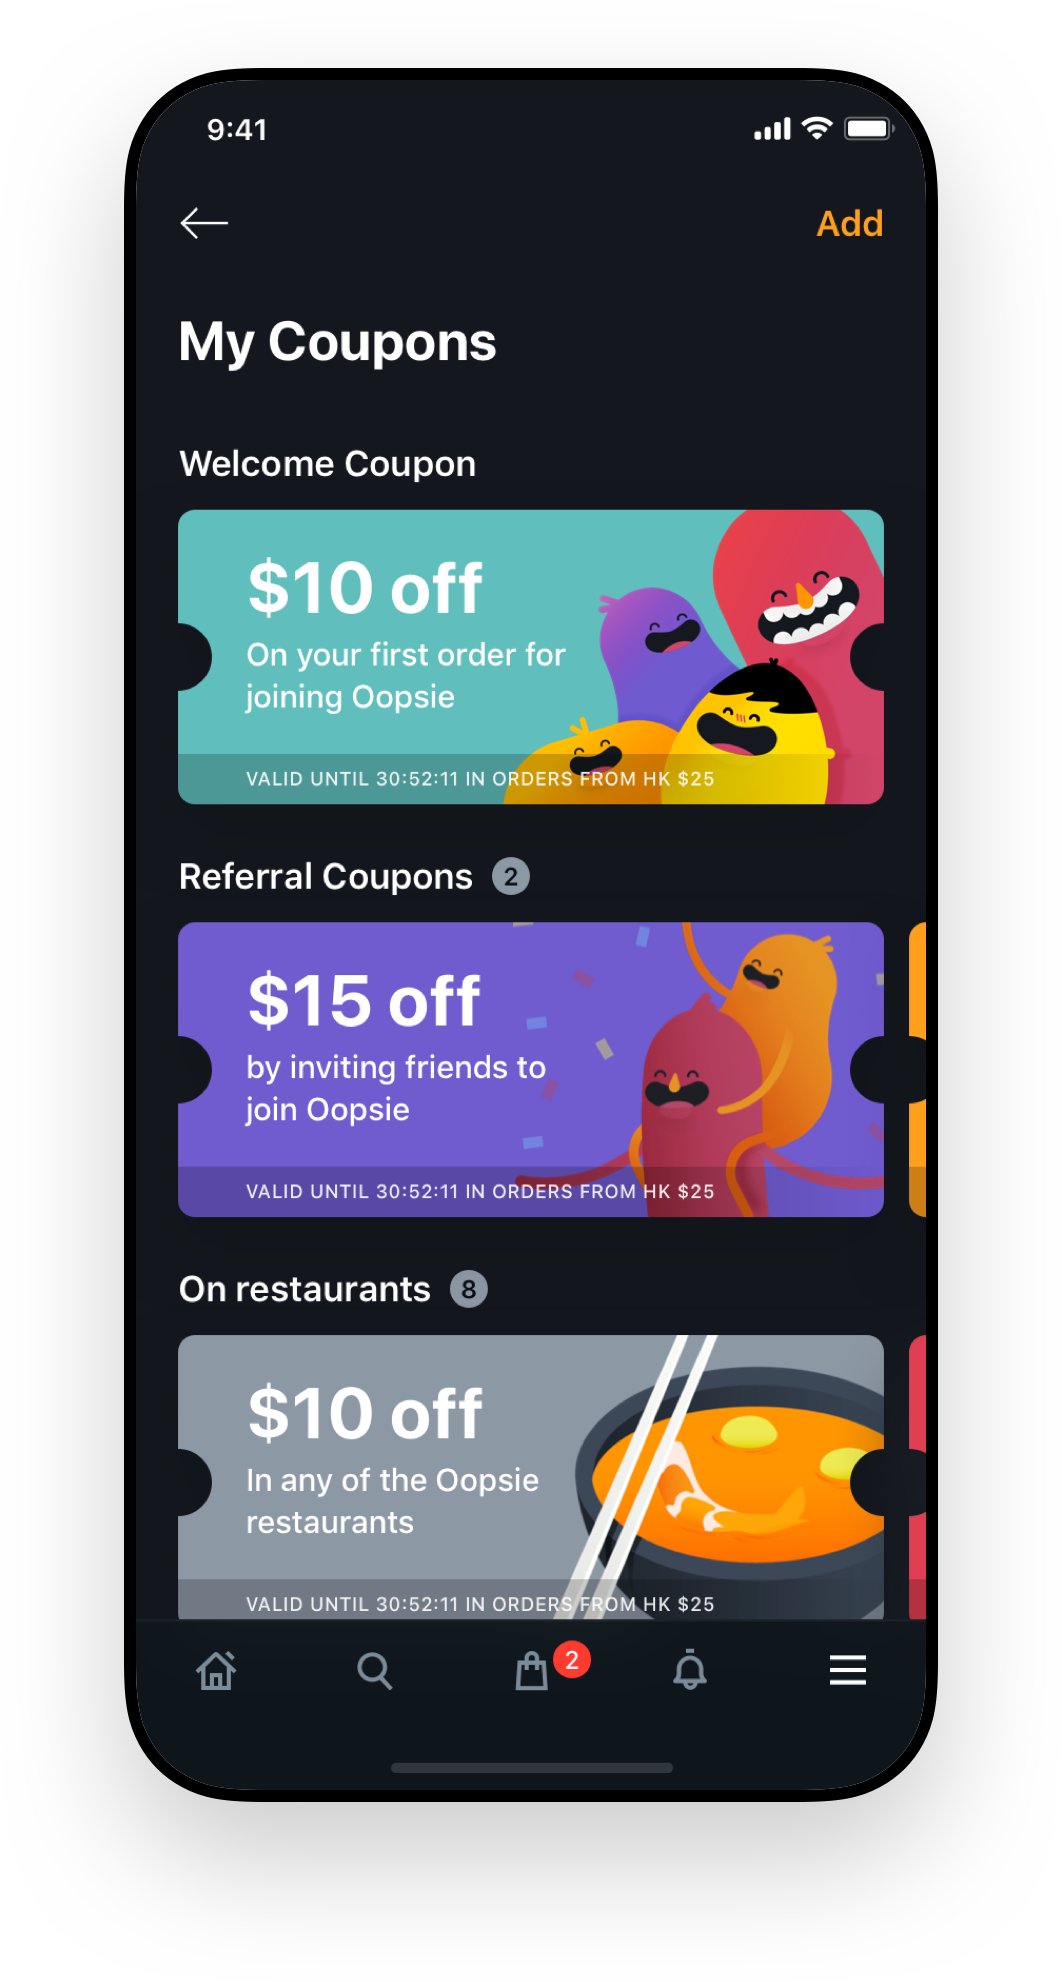 9:41
Add
My Coupons
Welcome Coupon
$10 off
On your first order for
joining Oopsie
VALID UNTIL 30:52:11 IN ORDERS FROM HK $25
Referral Coupons 2
$15 off
by inviting friends to
join Oopsie
VALID UNTIL 30:52:11 IN ORDERS FROM HK $25
On restaurants 8
$10 off
In any of the Oopsie
restaurants
VALID UNTIL 30:52:11 IN ORDERS FROM HK $25
2